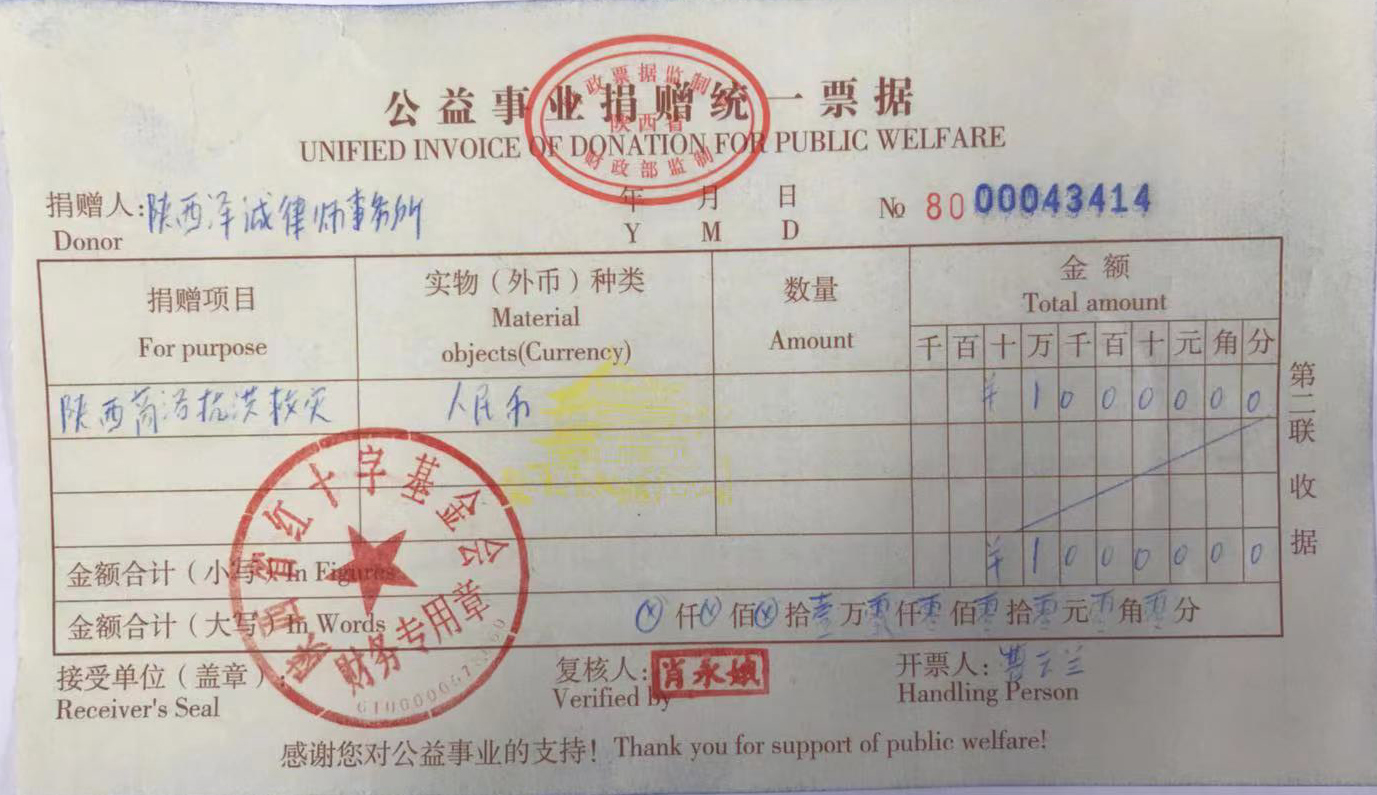 公益事业捐赠统一票据
UNIFIED INVOICE OF DONATION FOR PUBLIC WELFARE
政票据监制
陕西省
财政部监制
捐赠人:陕西泽诚律师事务所
Donor
年 月 日
Y M D
№ 80 00043414
捐赠项目
For purpose
实物(外币)种类
Material
objects(Currency)
数量
Amount
金额
Total amount
千 百 十 万 千 百 十 元 角 分
陕西商洛抗洪救灾 人民币 ¥ 1 0 0 0 0 0 0
金额合计(小写)In Figures ¥ 1 0 0 0 0 0 0
金额合计(大写)In Words ⊗ 仟 ⊗ 佰 ⊗ 拾 壹 万 零 仟 零 佰 零 拾 零 元 零 角 零 分
第二联 收据
陕西省红十字基金会
财务专用章
接受单位(盖章):
Receiver's Seal
复核人:肖永娥
Verified by
开票人:
Handling Person
感谢您对公益事业的支持!Thank you for support of public welfare!